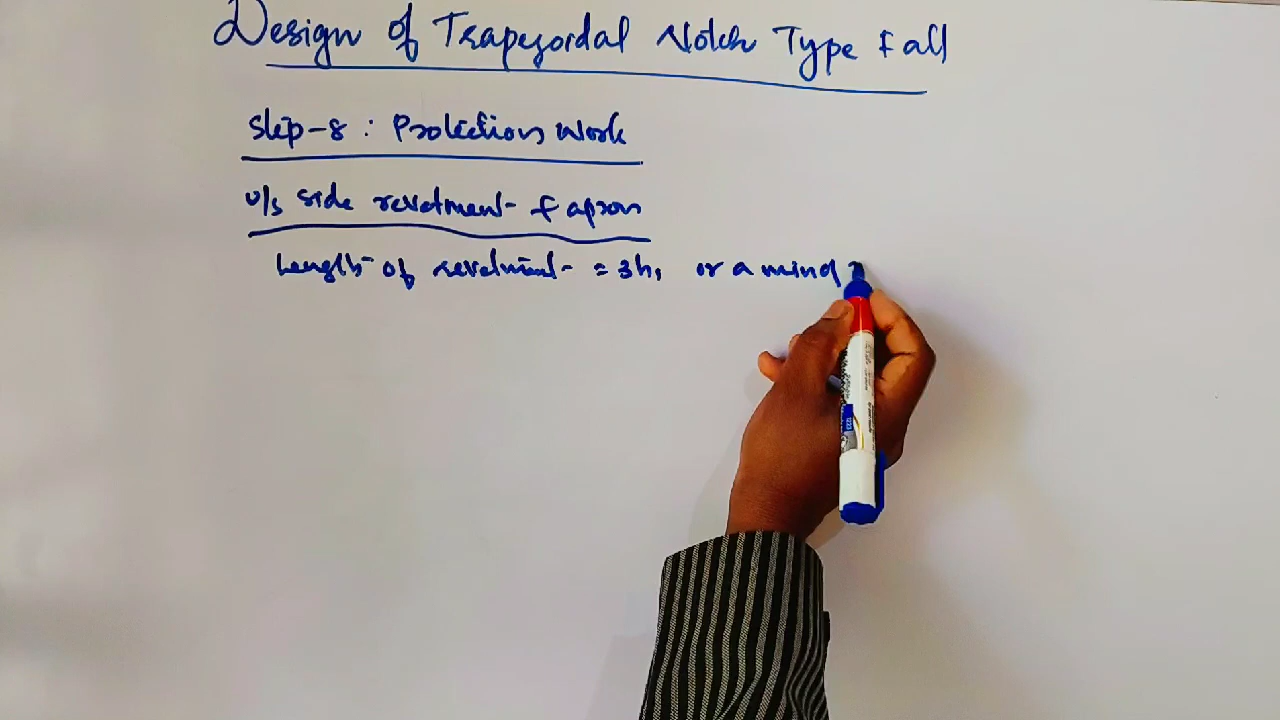 Design of Trapezoidal Notch Type fall
Step-8: Protection Work
U/s side revetment & apron
Length of revetment = 3h, or a min of